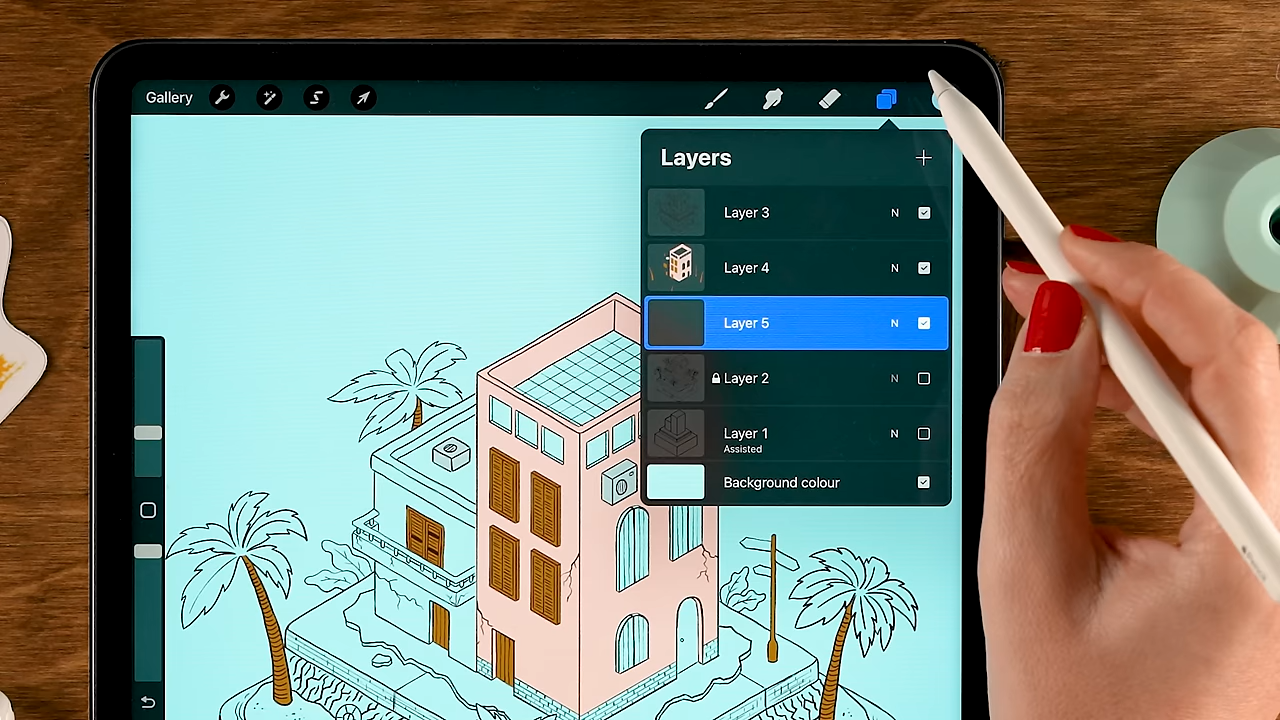 Gallery
Layers
Layer 3 N
Layer 4 N
Layer 5 N
Layer 2 N
Layer 1 N
Assisted
Background colour